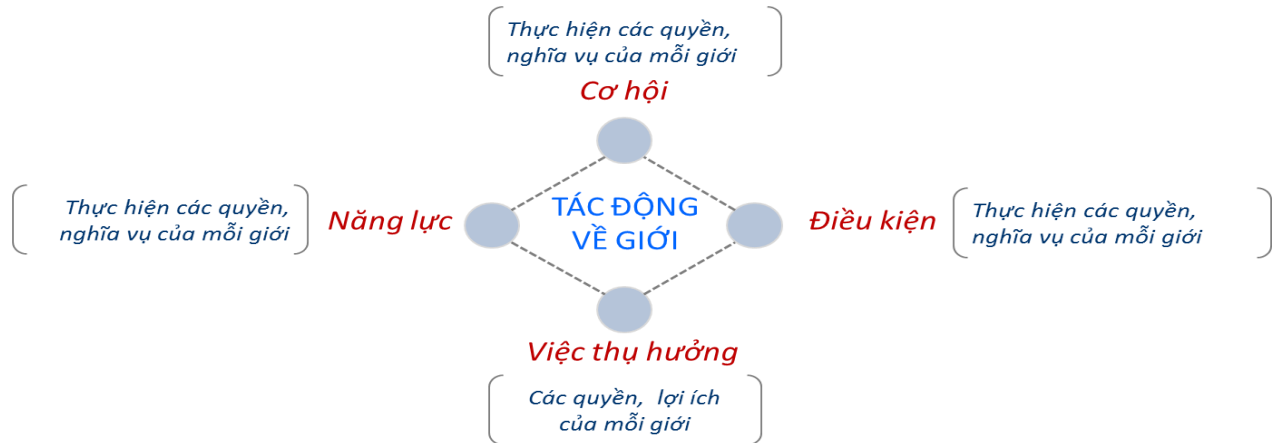 Thực hiện các quyền,
nghĩa vụ của mỗi giới
Cơ hội
Thực hiện các quyền,
nghĩa vụ của mỗi giới
Năng lực
TÁC ĐỘNG
VỀ GIỚI
Điều kiện
Thực hiện các quyền,
nghĩa vụ của mỗi giới
Việc thụ hưởng
Các quyền, lợi ích
của mỗi giới